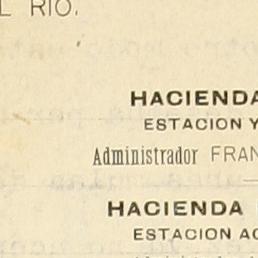 L RIO.
HACIENDA
ESTACION Y
Administrador FRAN
HACIENDA
ESTACION AC